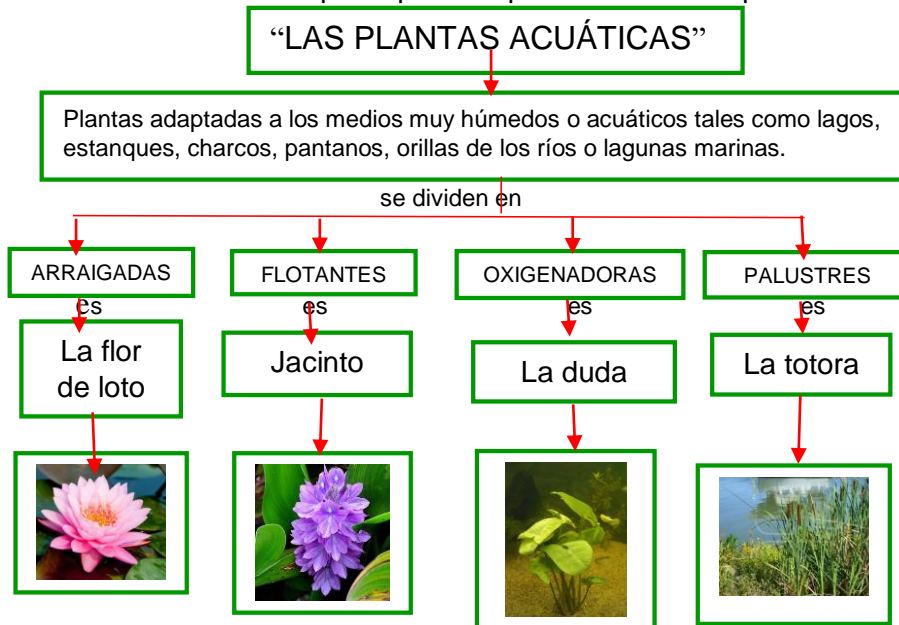 “LAS PLANTAS ACUÁTICAS”
Plantas adaptadas a los medios muy húmedos o acuáticos tales como lagos,
estanques, charcos, pantanos, orillas de los ríos o lagunas marinas.
se dividen en
ARRAIGADAS
FLOTANTES
OXIGENADORAS
PALUSTRES
es
es
es
es
La flor
de loto
Jacinto
La duda
La totora